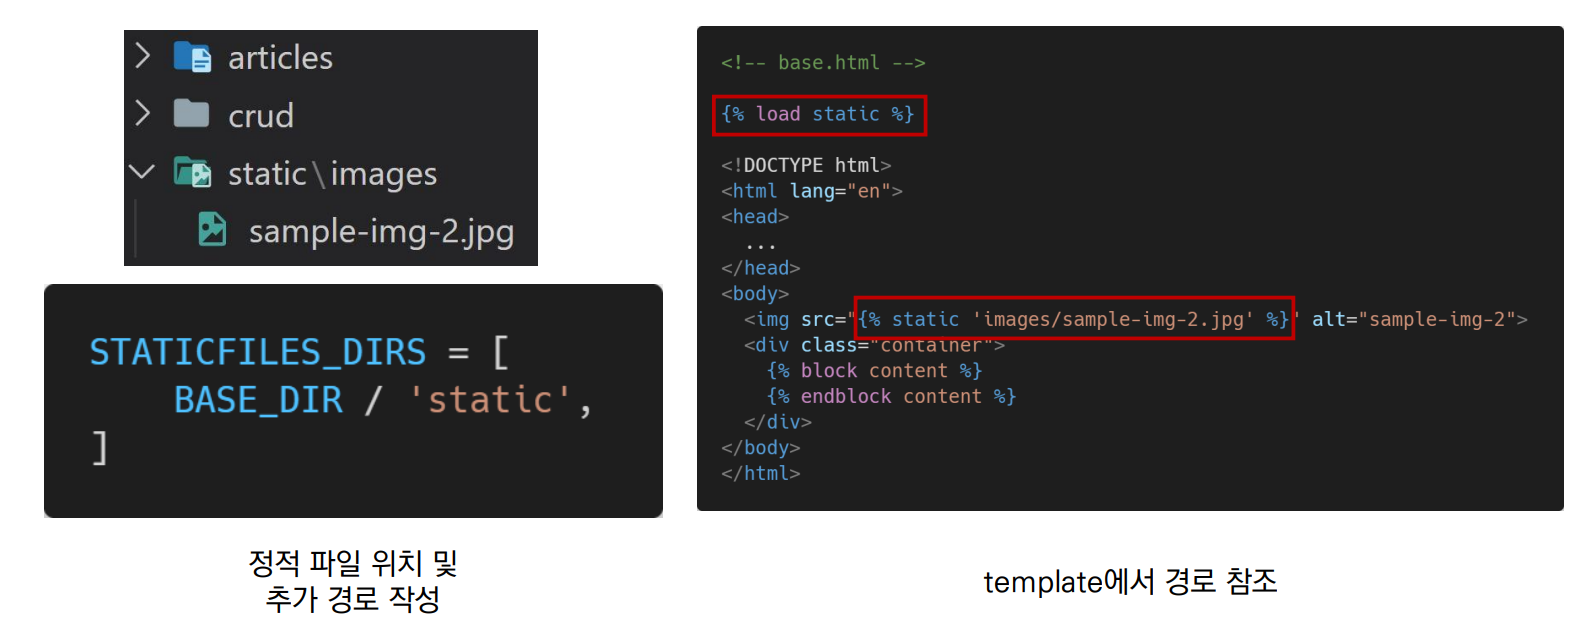 articles
crud
static\images
sample-img-2.jpg
STATICFILES_DIRS = [
    BASE_DIR / 'static',
]
정적 파일 위치 및
추가 경로 작성
<!-- base.html -->
{% load static %}
<!DOCTYPE html>
<html lang="en">
<head>
  ...
</head>
<body>
  <img src="{% static 'images/sample-img-2.jpg' %}" alt="sample-img-2">
  <div class="container">
    {% block content %}
    {% endblock content %}
  </div>
</body>
</html>
template에서 경로 참조